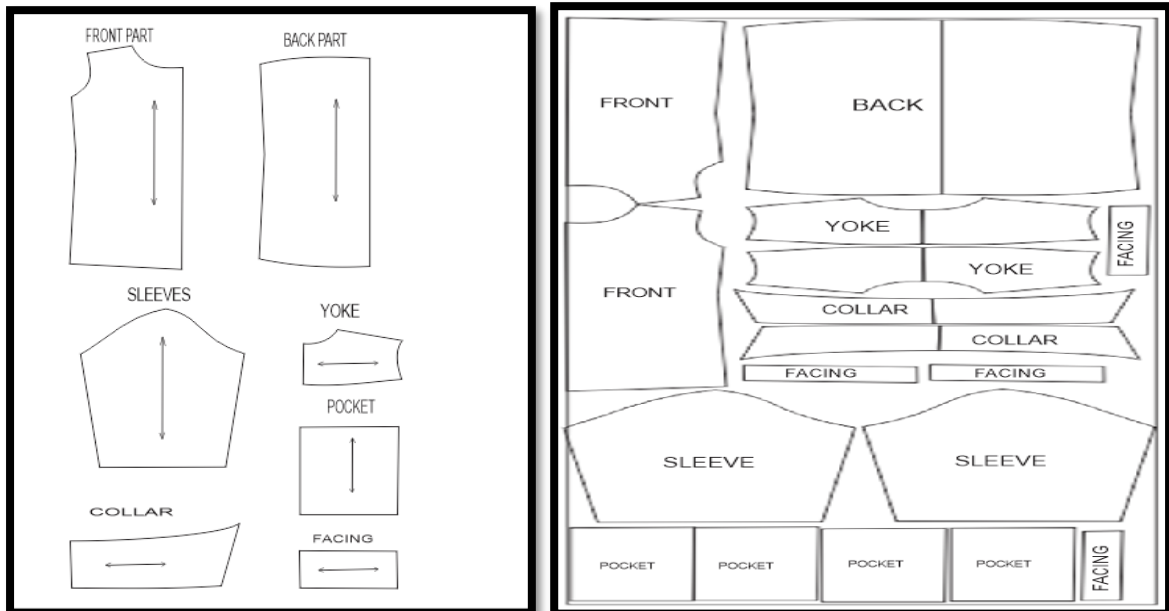 FRONT PART
BACK PART
SLEEVES
YOKE
POCKET
COLLAR
FACING
FRONT
BACK
YOKE
FACING
YOKE
FRONT
COLLAR
COLLAR
FACING
FACING
SLEEVE
SLEEVE
POCKET
POCKET
POCKET
POCKET
FACING